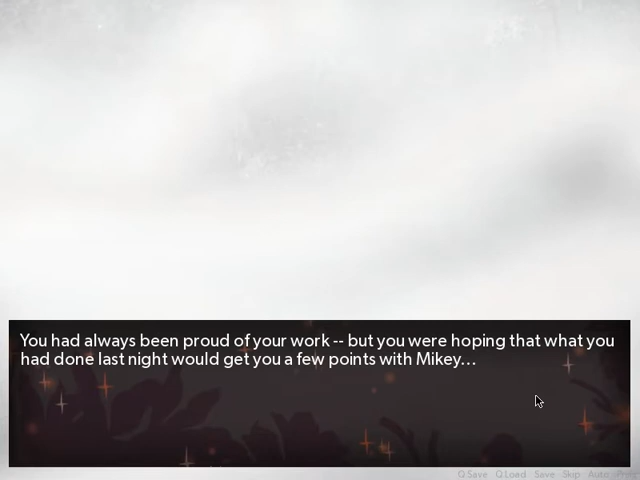 You had always been proud of your work -- but you were hoping that what you
had done last night would get you a few points with Mikey...
Q.Save Q.Load Save Skip Auto Prefs